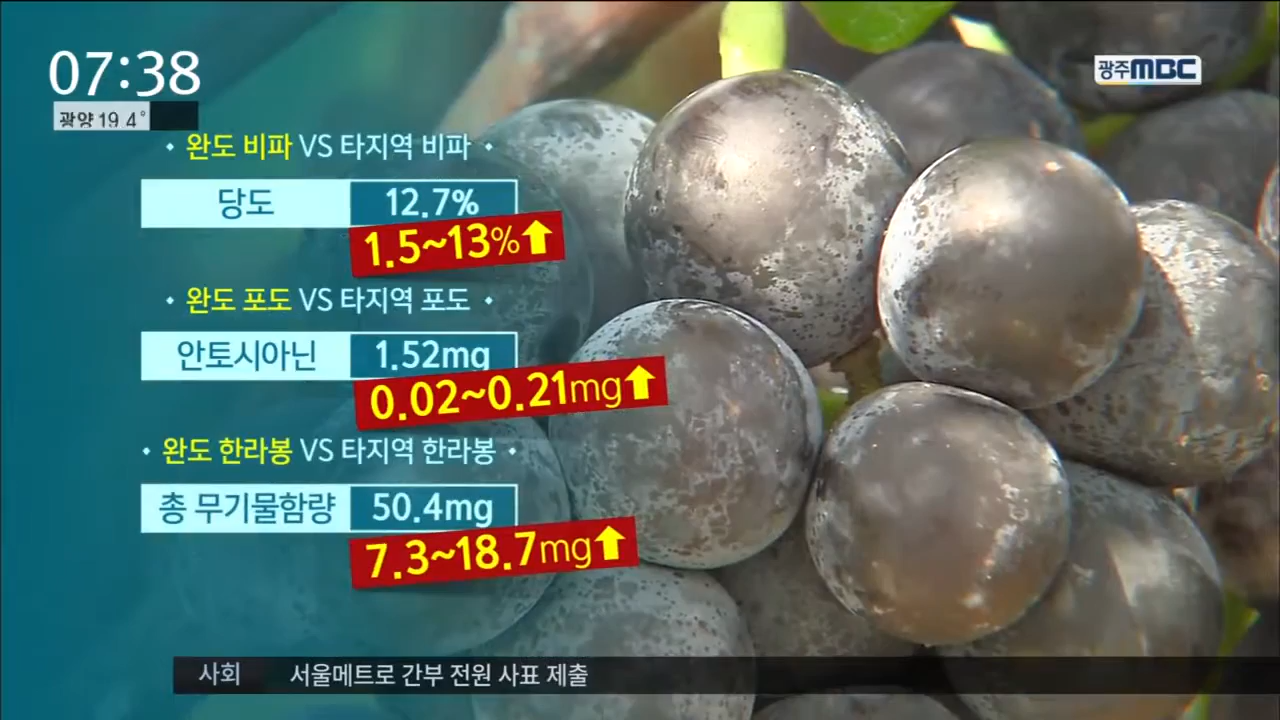 07:38
광주MBC
광양 19.4°
· 완도 비파 VS 타지역 비파 ·
당도 12.7%
1.5~13%⬆
· 완도 포도 VS 타지역 포도 ·
안토시아닌 1.52mg
0.02~0.21mg⬆
· 완도 한라봉 VS 타지역 한라봉 ·
총 무기물함량 50.4mg
7.3~18.7mg⬆
사회 서울메트로 간부 전원 사표 제출